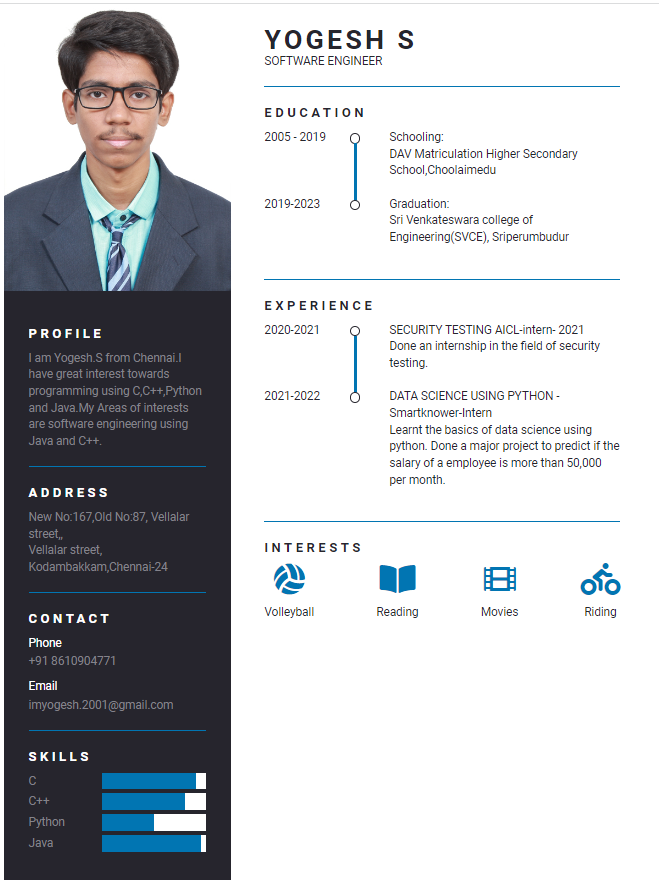 YOGESH S
SOFTWARE ENGINEER
EDUCATION
2005 - 2019
Schooling:
DAV Matriculation Higher Secondary
School,Choolaimedu
2019-2023
Graduation:
Sri Venkateswara college of
Engineering(SVCE), Sriperumbudur
EXPERIENCE
2020-2021
SECURITY TESTING AICL-intern- 2021
Done an internship in the field of security
testing.
2021-2022
DATA SCIENCE USING PYTHON -
Smartknower-Intern
Learnt the basics of data science using
python. Done a major project to predict if the
salary of a employee is more than 50,000
per month.
INTERESTS
Volleyball
Reading
Movies
Riding
PROFILE
I am Yogesh.S from Chennai.I
have great interest towards
programming using C,C++,Python
and Java.My Areas of interests
are software engineering using
Java and C++.
ADDRESS
New No:167,Old No:87, Vellalar
street,,
Vellalar street,
Kodambakkam,Chennai-24
CONTACT
Phone
+91 8610904771
Email
imyogesh.2001@gmail.com
SKILLS
C
C++
Python
Java